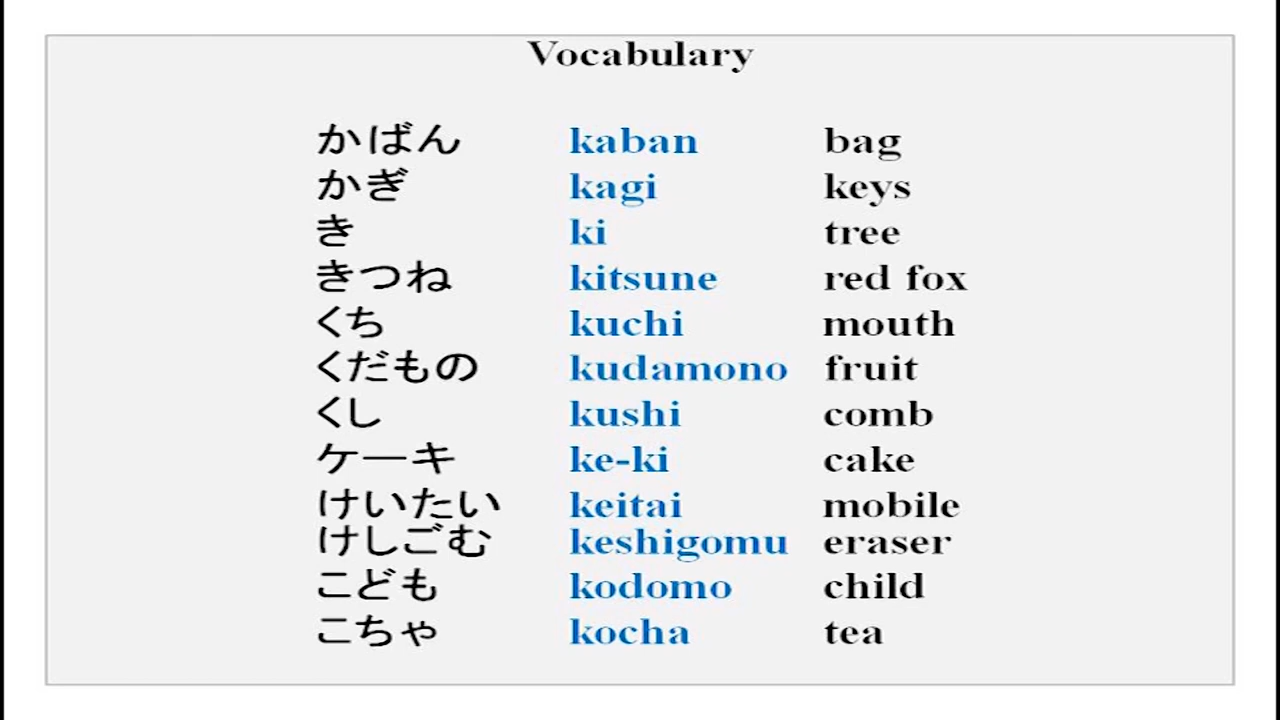 Vocabulary
かばん kaban bag
かぎ kagi keys
き ki tree
きつね kitsune red fox
くち kuchi mouth
くだもの kudamono fruit
くし kushi comb
ケーキ ke-ki cake
けいたい keitai mobile
けしごむ keshigomu eraser
こども kodomo child
こちゃ kocha tea